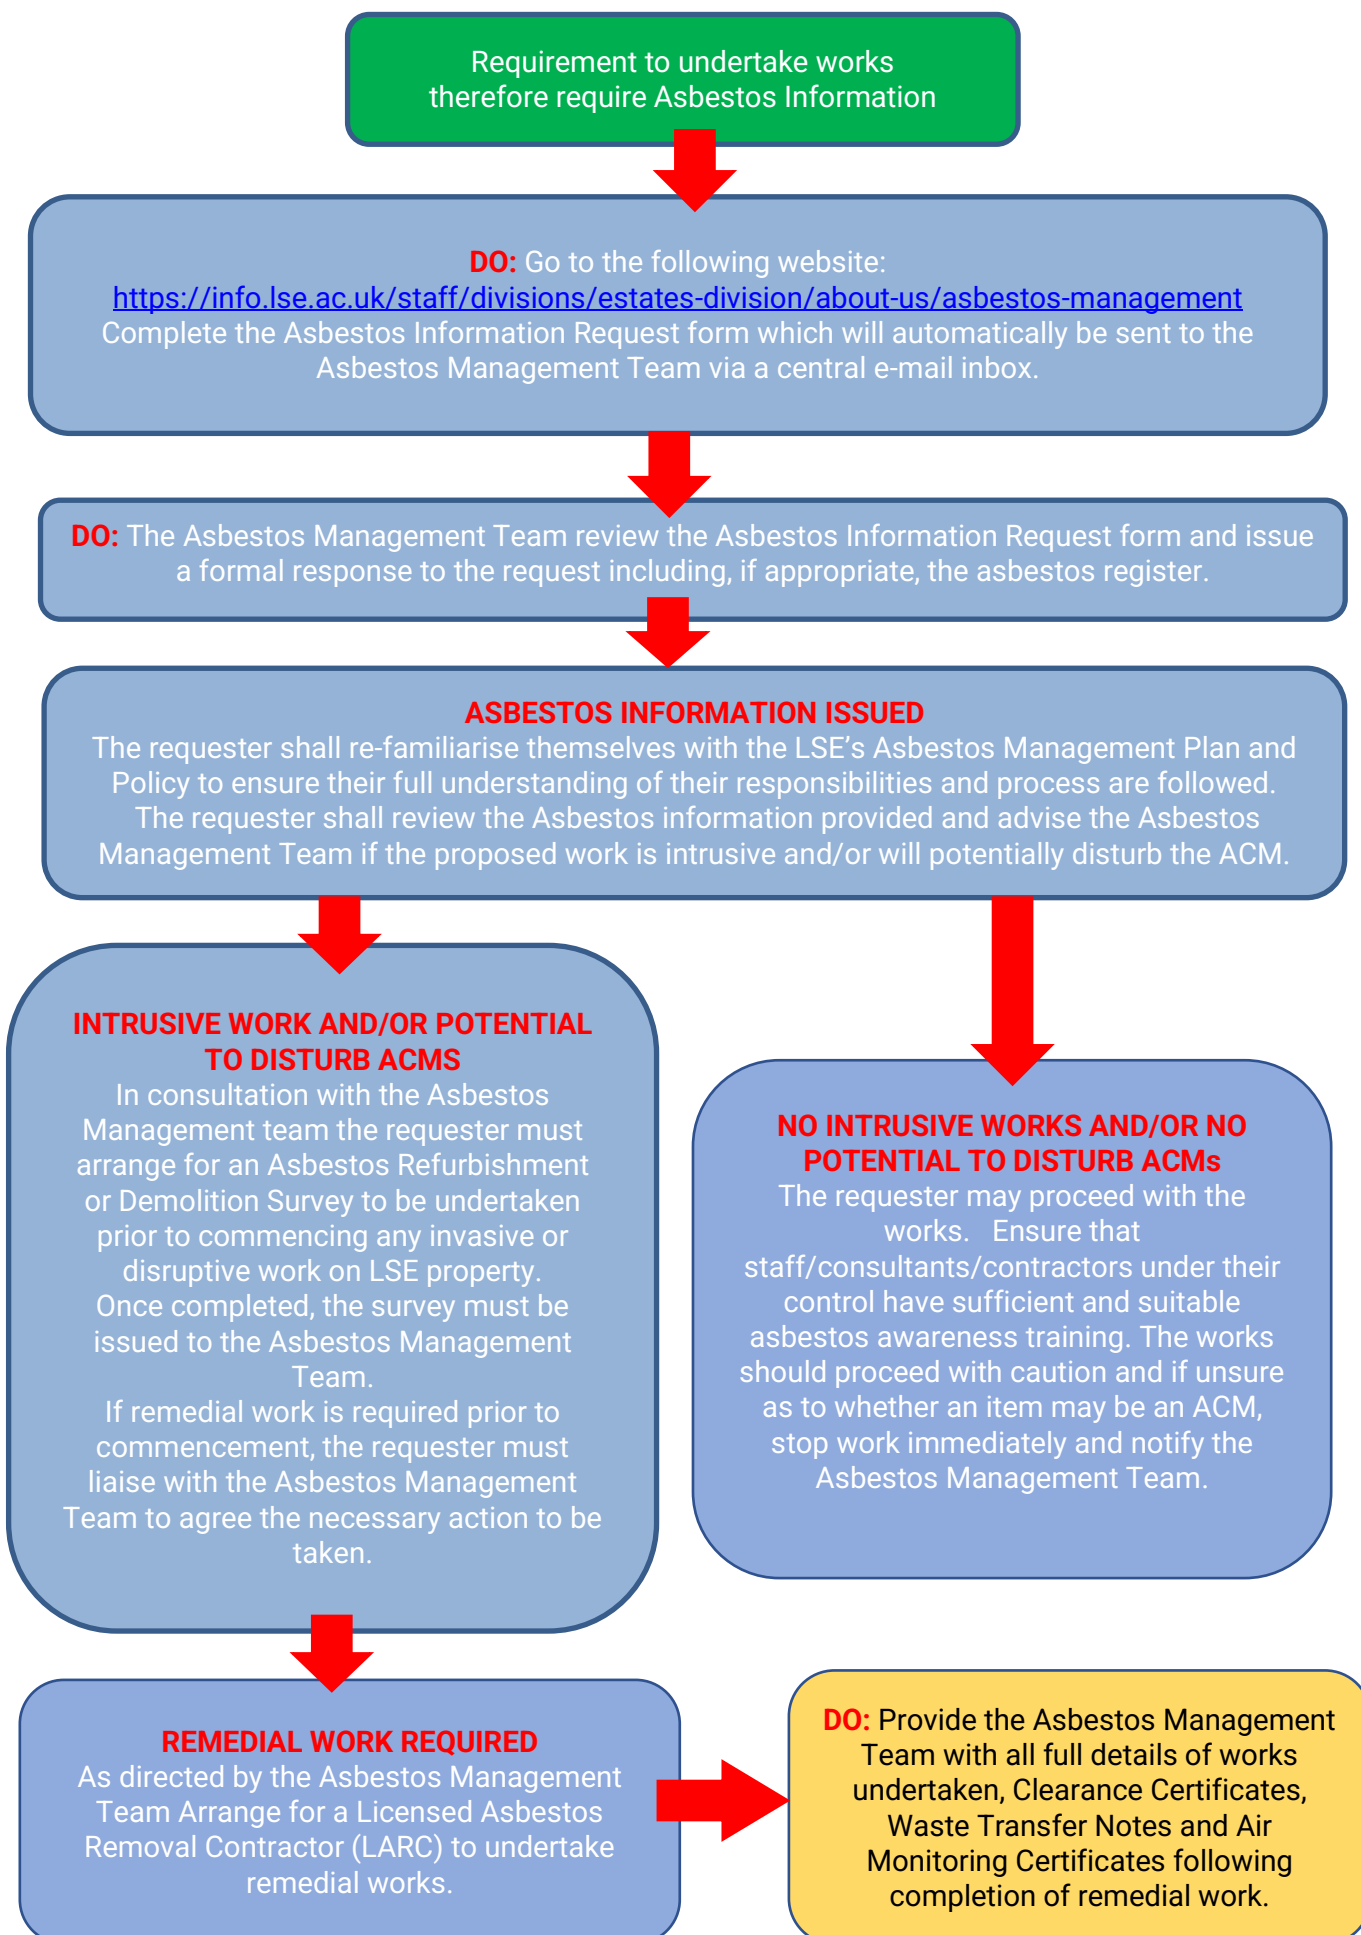 Requirement to undertake works
therefore require Asbestos Information
DO: Go to the following website:
https://info.lse.ac.uk/staff/divisions/estates-division/about-us/asbestos-management
Complete the Asbestos Information Request form which will automatically be sent to the
Asbestos Management Team via a central e-mail inbox.
DO: The Asbestos Management Team review the Asbestos Information Request form and issue
a formal response to the request including, if appropriate, the asbestos register.
ASBESTOS INFORMATION ISSUED
The requester shall re-familiarise themselves with the LSE's Asbestos Management Plan and
Policy to ensure their full understanding of their responsibilities and process are followed.
The requester shall review the Asbestos information provided and advise the Asbestos
Management Team if the proposed work is intrusive and/or will potentially disturb the ACM.
INTRUSIVE WORK AND/OR POTENTIAL
TO DISTURB ACMS
In consultation with the Asbestos
Management team the requester must
arrange for an Asbestos Refurbishment
or Demolition Survey to be undertaken
prior to commencing any invasive or
disruptive work on LSE property.
Once completed, the survey must be
issued to the Asbestos Management
Team.
If remedial work is required prior to
commencement, the requester must
liaise with the Asbestos Management
Team to agree the necessary action to be
taken.
NO INTRUSIVE WORKS AND/OR NO
POTENTIAL TO DISTURB ACMs
The requester may proceed with the
works.   Ensure that
staff/consultants/contractors under their
control have sufficient and suitable
asbestos awareness training. The works
should proceed with caution and if unsure
as to whether an item may be an ACM,
stop work immediately and notify the
Asbestos Management Team.
REMEDIAL WORK REQUIRED
As directed by the Asbestos Management
Team Arrange for a Licensed Asbestos
Removal Contractor (LARC) to undertake
remedial works.
DO: Provide the Asbestos Management
Team with all full details of works
undertaken, Clearance Certificates,
Waste Transfer Notes and Air
Monitoring Certificates following
completion of remedial work.